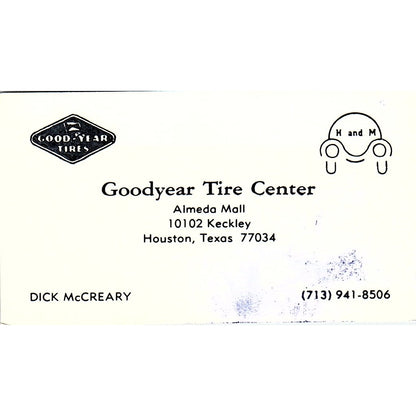 GOOD-YEAR
TIRES
H and M
Goodyear Tire Center
Almeda Mall
10102 Keckley
Houston, Texas 77034
DICK McCREARY
(713) 941-8506